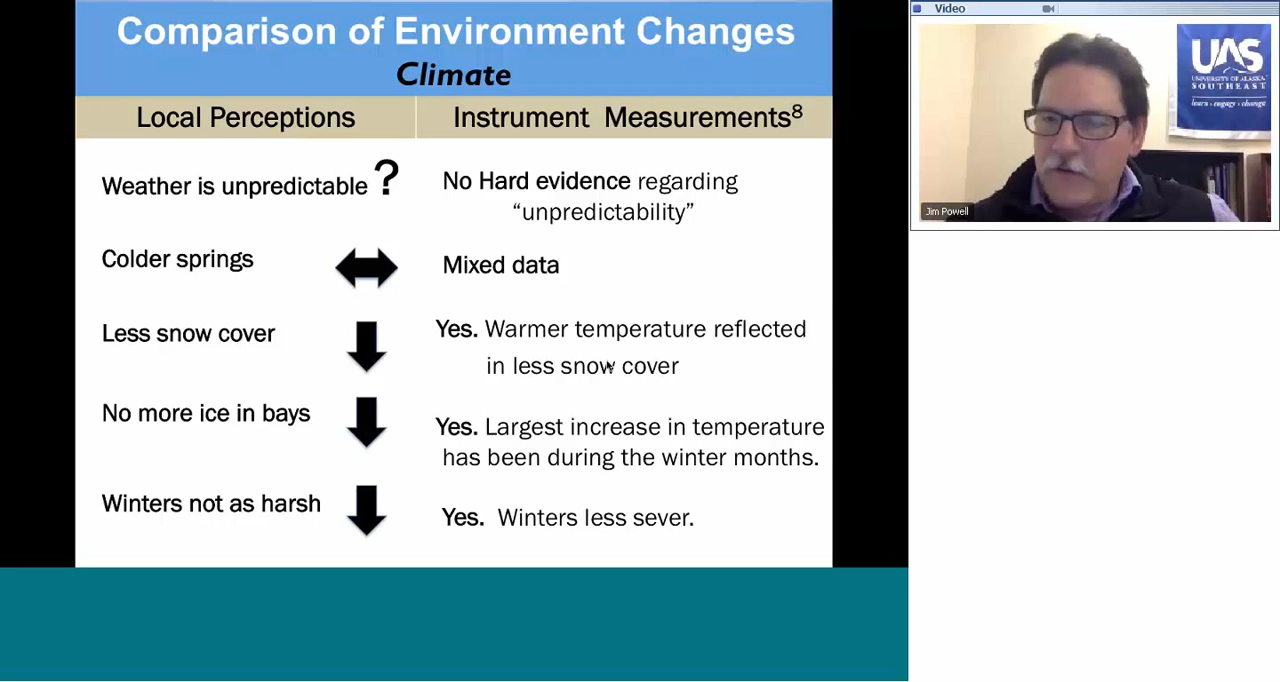 Comparison of Environment Changes
Climate
Local Perceptions
Instrument Measurements8
Weather is unpredictable ?
No Hard evidence regarding
“unpredictability”
Colder springs
Mixed data
Less snow cover
Yes. Warmer temperature reflected
in less snow cover
No more ice in bays
Yes. Largest increase in temperature
has been during the winter months.
Winters not as harsh
Yes. Winters less sever.
Video
UAS
UNIVERSITY OF ALASKA
SOUTHEAST
learn • engage • change
Jim Powell